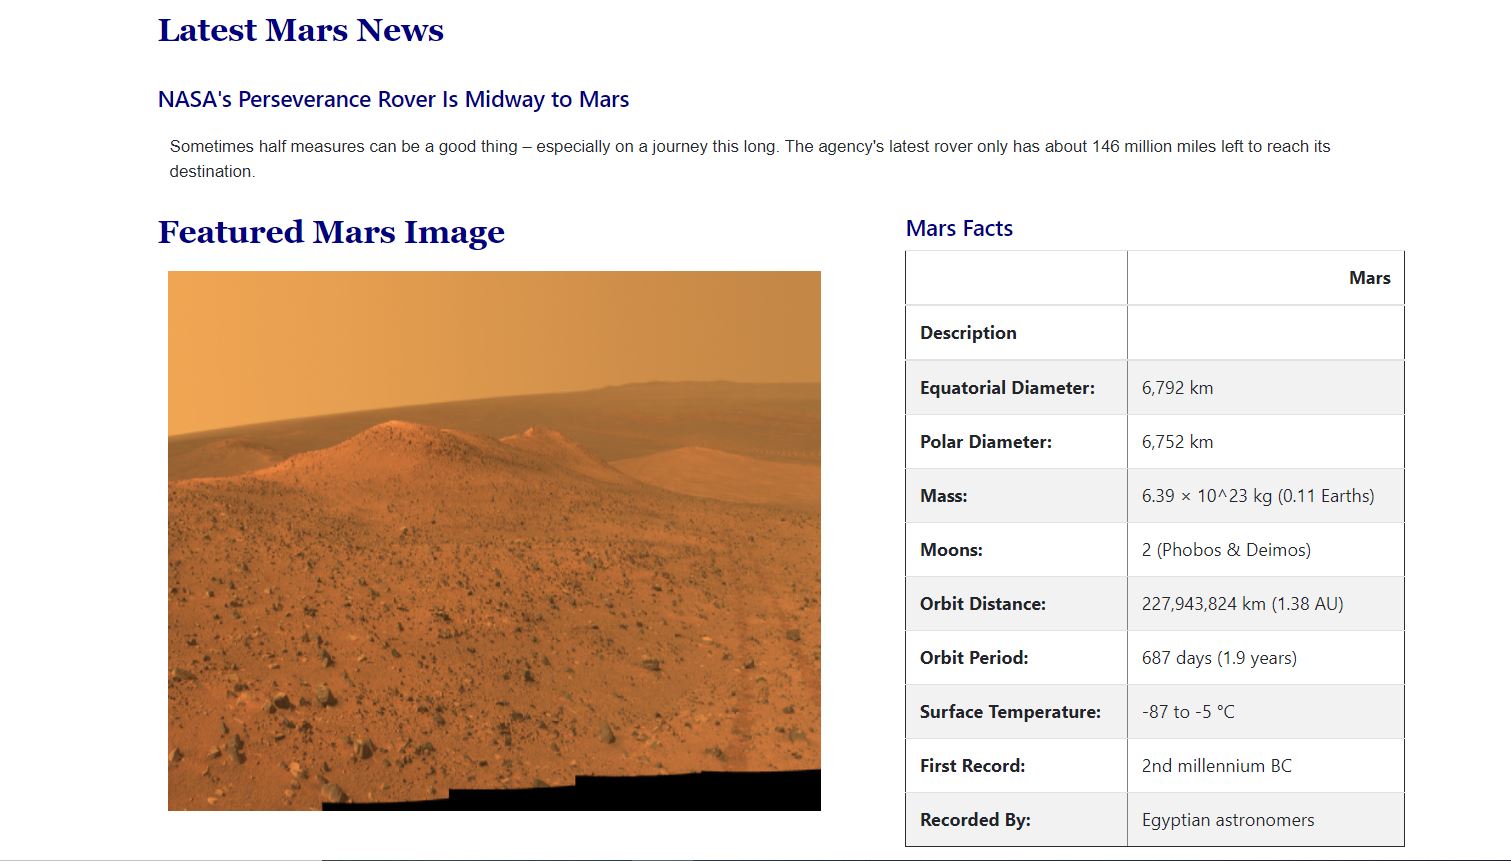 Latest Mars News
NASA's Perseverance Rover Is Midway to Mars
Sometimes half measures can be a good thing – especially on a journey this long. The agency's latest rover only has about 146 million miles left to reach its
destination.
Featured Mars Image
Mars Facts
Mars
Description
Equatorial Diameter: 6,792 km
Polar Diameter: 6,752 km
Mass: 6.39 × 10^23 kg (0.11 Earths)
Moons: 2 (Phobos & Deimos)
Orbit Distance: 227,943,824 km (1.38 AU)
Orbit Period: 687 days (1.9 years)
Surface Temperature: -87 to -5 °C
First Record: 2nd millennium BC
Recorded By: Egyptian astronomers